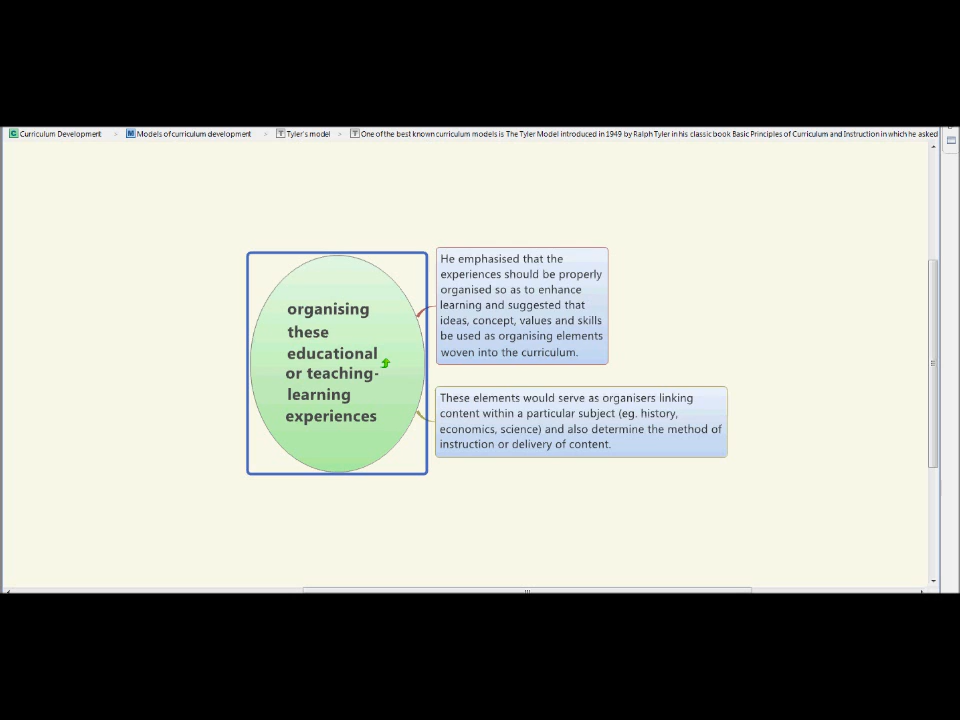 Curriculum Development > Models of curriculum development > Tyler's model > One of the best known curriculum models is The Tyler Model introduced in 1949 by Ralph Tyler in his classic book Basic Principles of Curriculum and Instruction in which he asked
organising
these
educational
or teaching-
learning
experiences
He emphasised that the
experiences should be properly
organised so as to enhance
learning and suggested that
ideas, concept, values and skills
be used as organising elements
woven into the curriculum.
These elements would serve as organisers linking
content within a particular subject (eg. history,
economics, science) and also determine the method of
instruction or delivery of content.